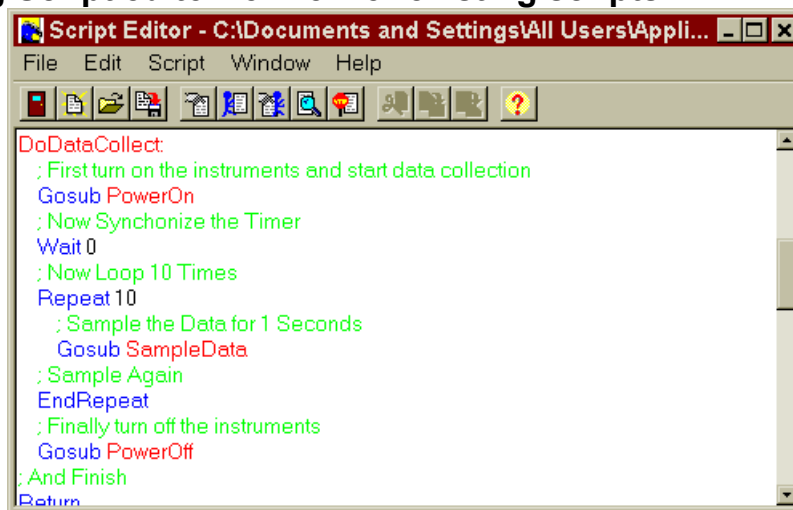 Script Editor - C:\Documents and Settings\All Users\Appli...
File Edit Script Window Help
DoDataCollect:
; First turn on the instruments and start data collection
Gosub PowerOn
; Now Synchonize the Timer
Wait 0
; Now Loop 10 Times
Repeat 10
; Sample the Data for 1 Seconds
Gosub SampleData
; Sample Again
EndRepeat
; Finally turn off the instruments
Gosub PowerOff
; And Finish
Return